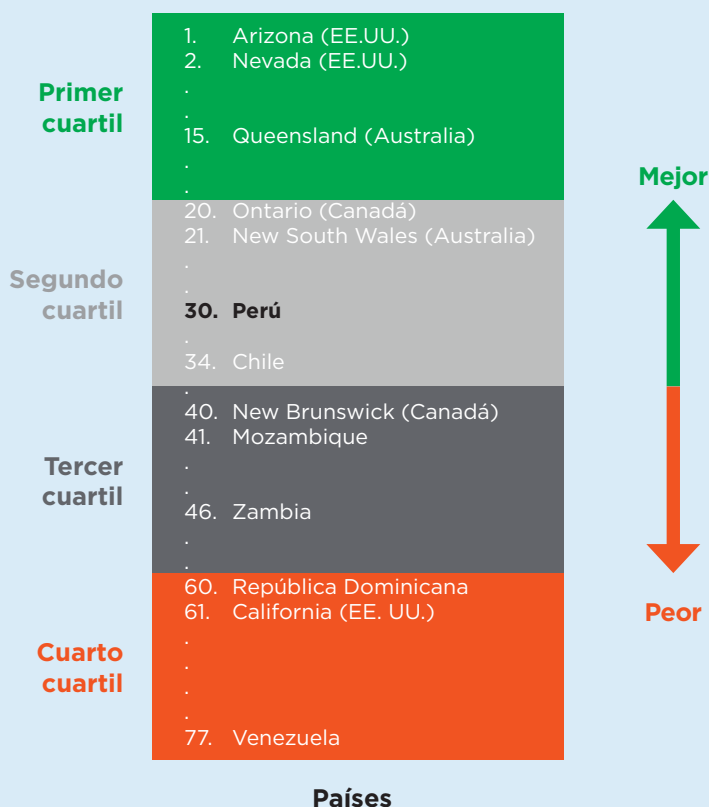 Primer
cuartil
1. Arizona (EE.UU.)
2. Nevada (EE.UU.)
.
.
15. Queensland (Australia)
.
.
Segundo
cuartil
20. Ontario (Canadá)
21. New South Wales (Australia)
.
.
30. Perú
.
34. Chile
.
Tercer
cuartil
40. New Brunswick (Canadá)
41. Mozambique
.
.
46. Zambia
.
.
Cuarto
cuartil
60. República Dominicana
61. California (EE. UU.)
.
.
.
.
77. Venezuela
Mejor
Peor
Países